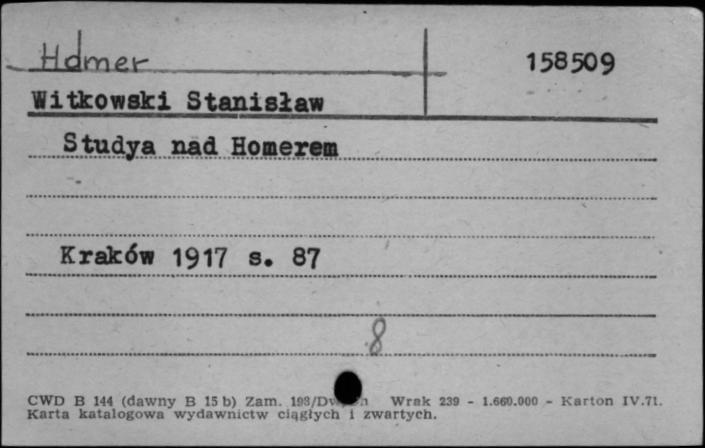 Homer 158509
Witkowski Stanisław
Studya nad Homerem
Kraków 1917 s. 87
8
CWD B 144 (dawny B 15 b) Zam. Wrak 239 - 1.660.000 - Karton IV.71.
Karta katalogowa wydawnictw ciągłych i zwartych.